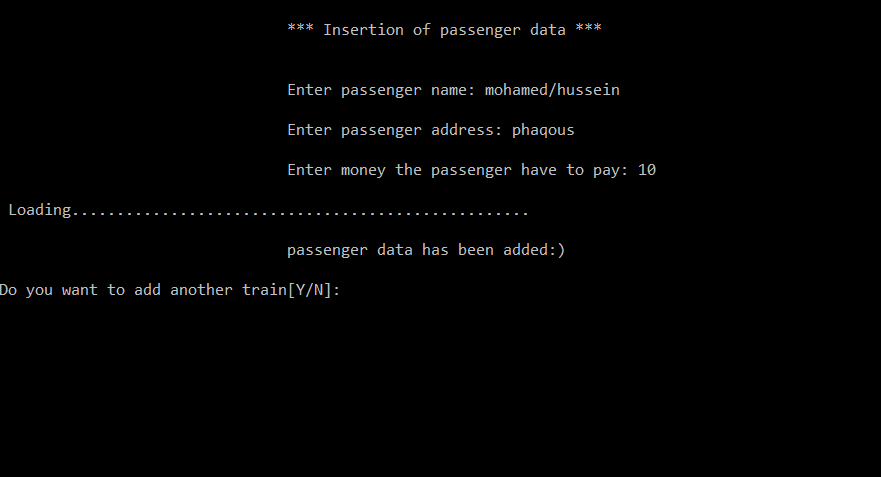 *** Insertion of passenger data ***
Enter passenger name: mohamed/hussein
Enter passenger address: phaqous
Enter money the passenger have to pay: 10
Loading...................................................
passenger data has been added:)
Do you want to add another train[Y/N]: